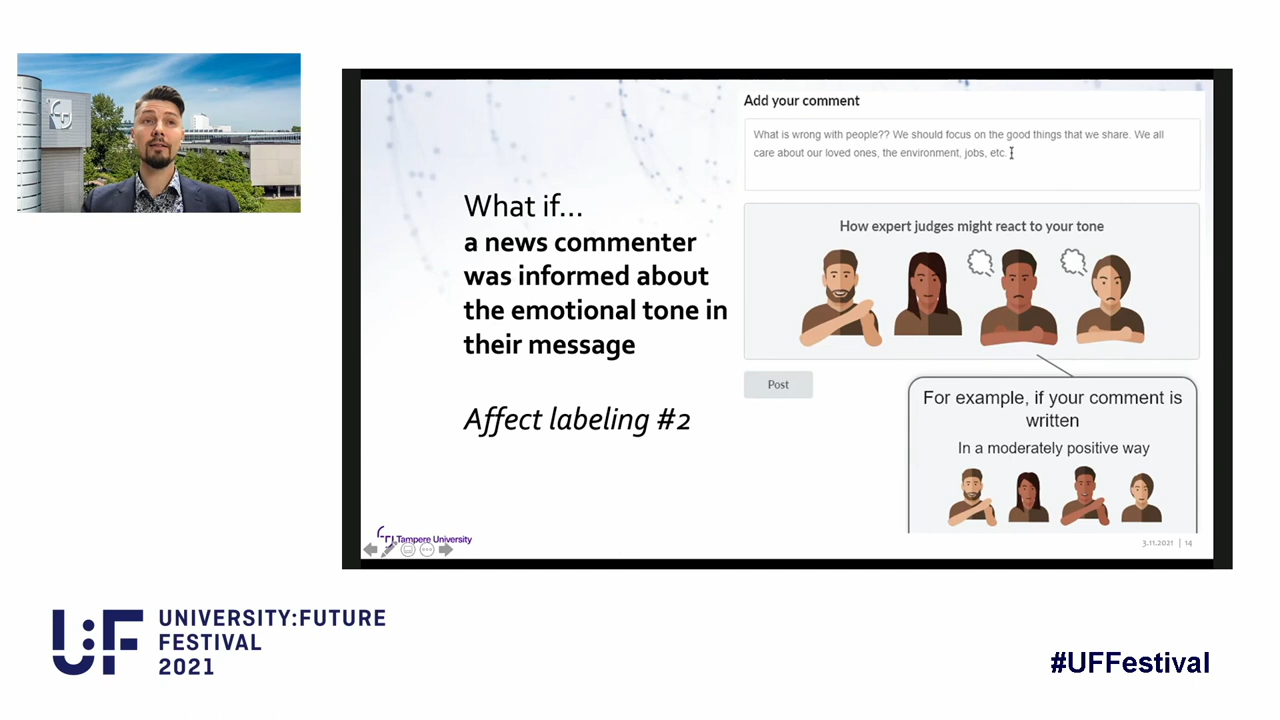 What if...
a news commenter
was informed about
the emotional tone in
their message
Affect labeling #2
Add your comment
What is wrong with people?? We should focus on the good things that we share. We all
care about our loved ones, the environment, jobs, etc.
How expert judges might react to your tone
Post
For example, if your comment is
written
In a moderately positive way
Tampere University
3.11.2021 | 14
U:F UNIVERSITY:FUTURE
FESTIVAL
2021
#UFFestival